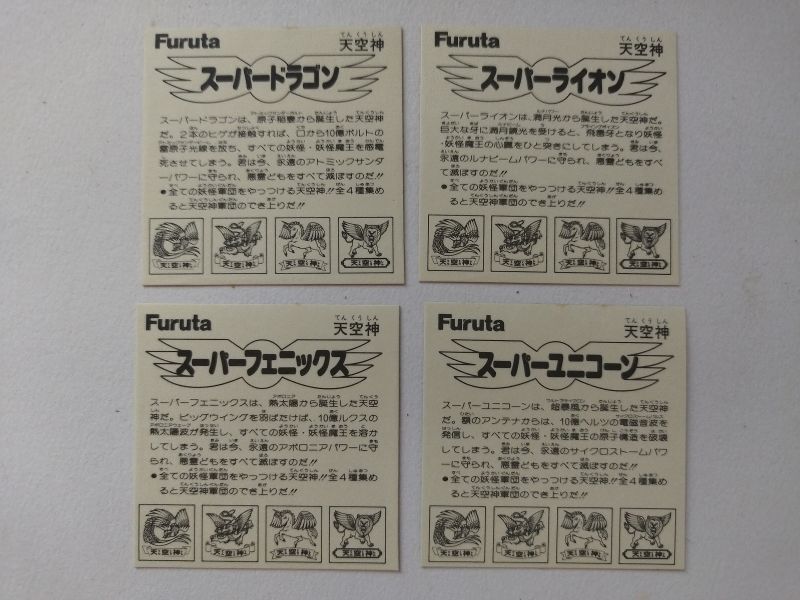 Furuta
天空神
スーパードラゴン
スーパードラゴンは、原子稲妻から誕生した天空神
だ。2本のヒゲが接触すれば、口から10億ボルトの
雷原子光線を放ち、すべての妖怪・妖怪魔王を感電
死させてしまう。君は今、永遠のアトミックサンダ
ーパワーに守られ、悪霊どもをすべて滅ぼすのだ!!
●全ての妖怪軍団をやっつける天空神!!全4種集め
ると天空神軍団のでき上りだ!!
天空神
天空神
天空神
天空神
Furuta
天空神
スーパーライオン
スーパーライオンは、満月光から誕生した天空神だ。
巨大な牙に満月鏡光を受けると、飛霊牙となり妖怪
・妖怪魔王の心臓をひと突きにしてしまう。君は今、
永遠のルナビームパワーに守られ、悪霊どもをすべ
て滅ぼすのだ!!
●全ての妖怪軍団をやっつける天空神!!全4種集め
ると天空神軍団のでき上りだ!!
天空神
天空神
天空神
天空神
Furuta
天空神
スーパーフェニックス
スーパーフェニックスは、熱太陽から誕生した天空
神だ。ビッグウイングを羽ばたけば、10億ルクスの
熱太陽波が発生し、すべての妖怪・妖怪魔王を溶か
してしまう。君は今、永遠のアポロニアパワーに守
られ、悪霊どもをすべて滅ぼすのだ!!
●全ての妖怪軍団をやっつける天空神!!全4種集め
ると天空神軍団のでき上りだ!!
天空神
天空神
天空神
天空神
Furuta
天空神
スーパーユニコーン
スーパーユニコーンは、超暴風から誕生した天空神
だ。額のアンテナからは、10億ヘルツの電磁音波を
発信し、すべての妖怪・妖怪魔王の原子構造を破壊
してしまう。君は今、永遠のサイクロストームパワ
ーに守られ、悪霊どもをすべて滅ぼすのだ!!
●全ての妖怪軍団をやっつける天空神!!全4種集め
ると天空神軍団のでき上りだ!!
天空神
天空神
天空神
天空神